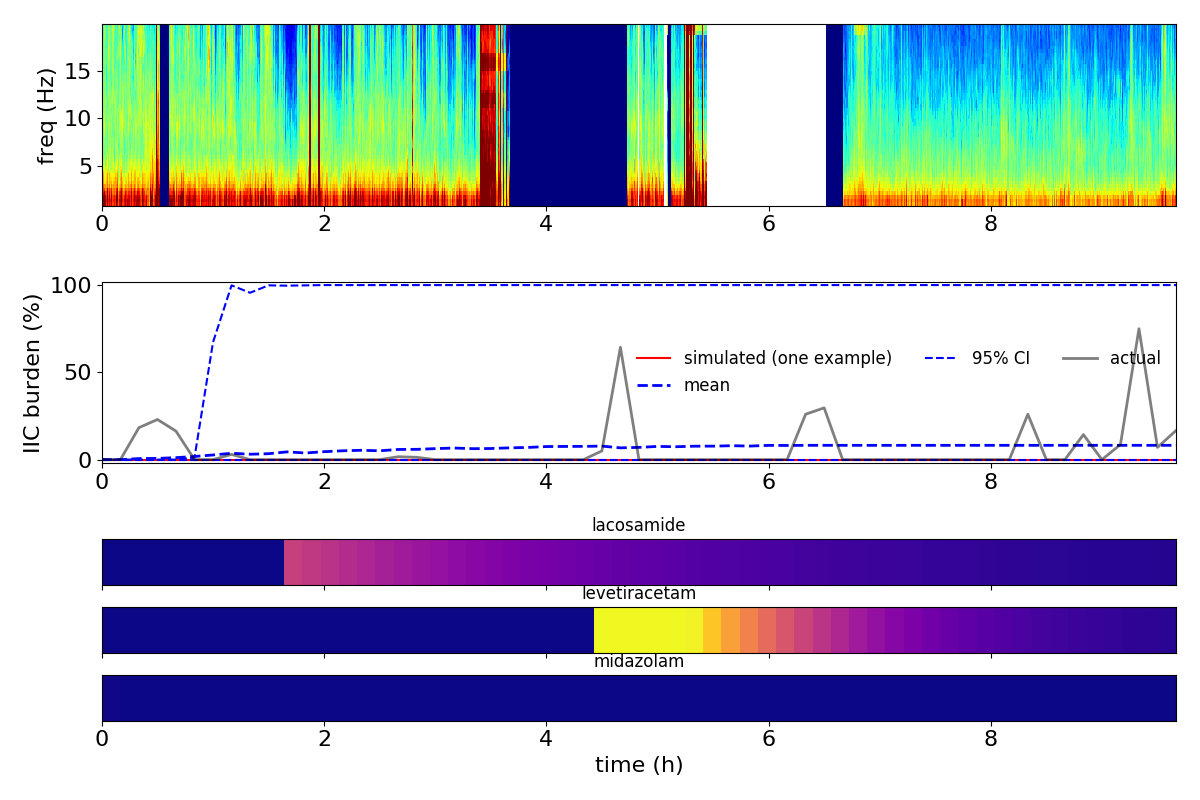 freq (Hz)
15
10
5
0 2 4 6 8
IIC burden (%)
100
50
0
simulated (one example)
mean
95% CI
actual
0 2 4 6 8
lacosamide
levetiracetam
midazolam
0 2 4 6 8
time (h)